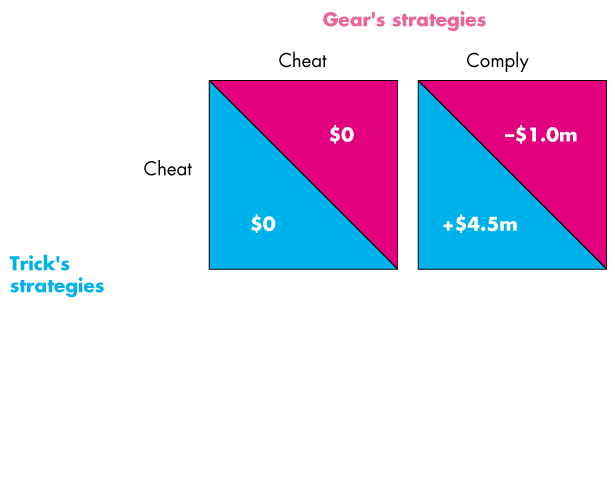 Gear's strategies
Cheat Comply
$0 –$1.0m
Cheat
$0 +$4.5m
Trick's
strategies